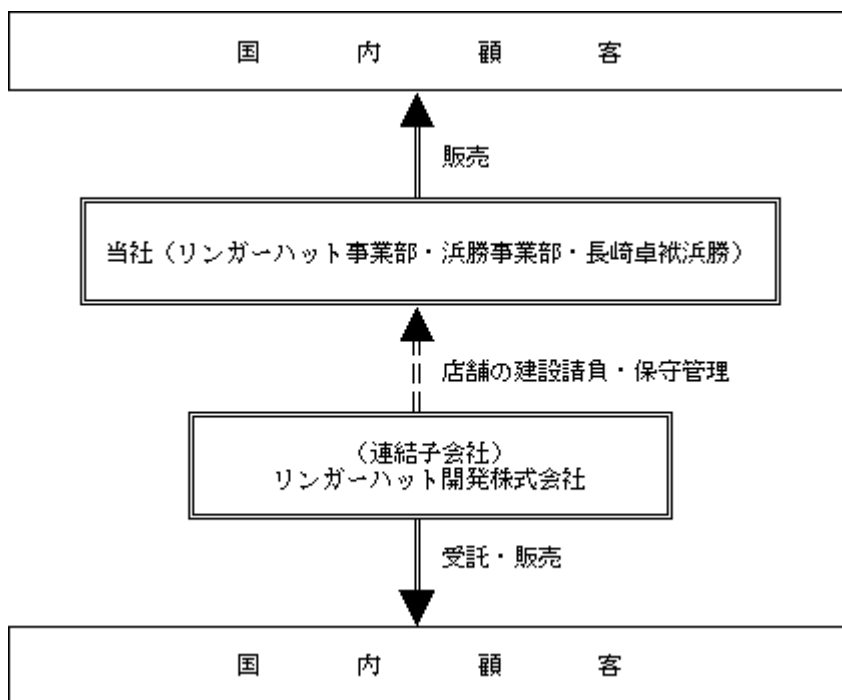 国 内 顧 客
販売
当社（リンガーハット事業部・浜勝事業部・長崎卓袱浜勝）
店舗の建設請負・保守管理
（連結子会社）
リンガーハット開発株式会社
受託・販売
国 内 顧 客